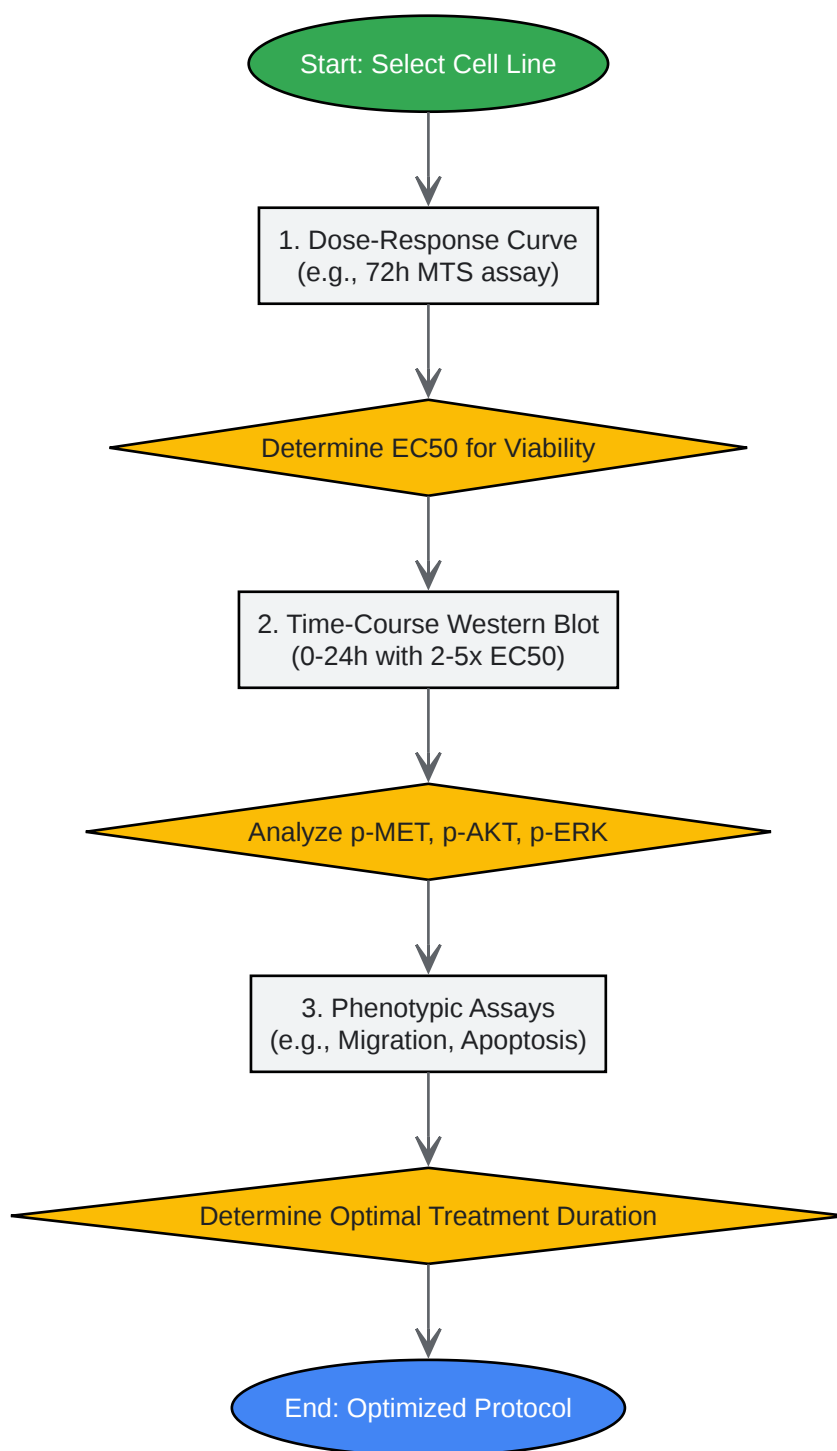 Start: Select Cell Line
1. Dose-Response Curve
(e.g., 72h MTS assay)
Determine EC50 for Viability
2. Time-Course Western Blot
(0-24h with 2-5x EC50)
Analyze p-MET, p-AKT, p-ERK
3. Phenotypic Assays
(e.g., Migration, Apoptosis)
Determine Optimal Treatment Duration
End: Optimized Protocol